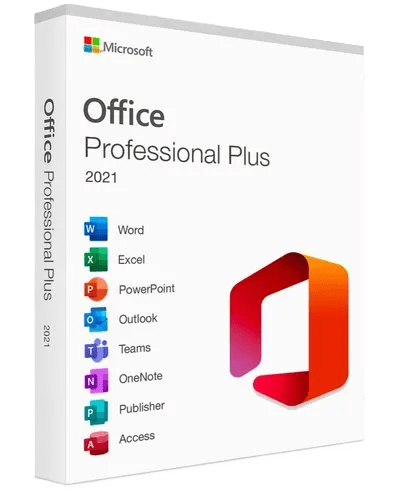 Microsoft
Office
Professional Plus
2021
W Word
X Excel
P PowerPoint
O Outlook
T Teams
N OneNote
P Publisher
A Access
Office Professional Plus 2021